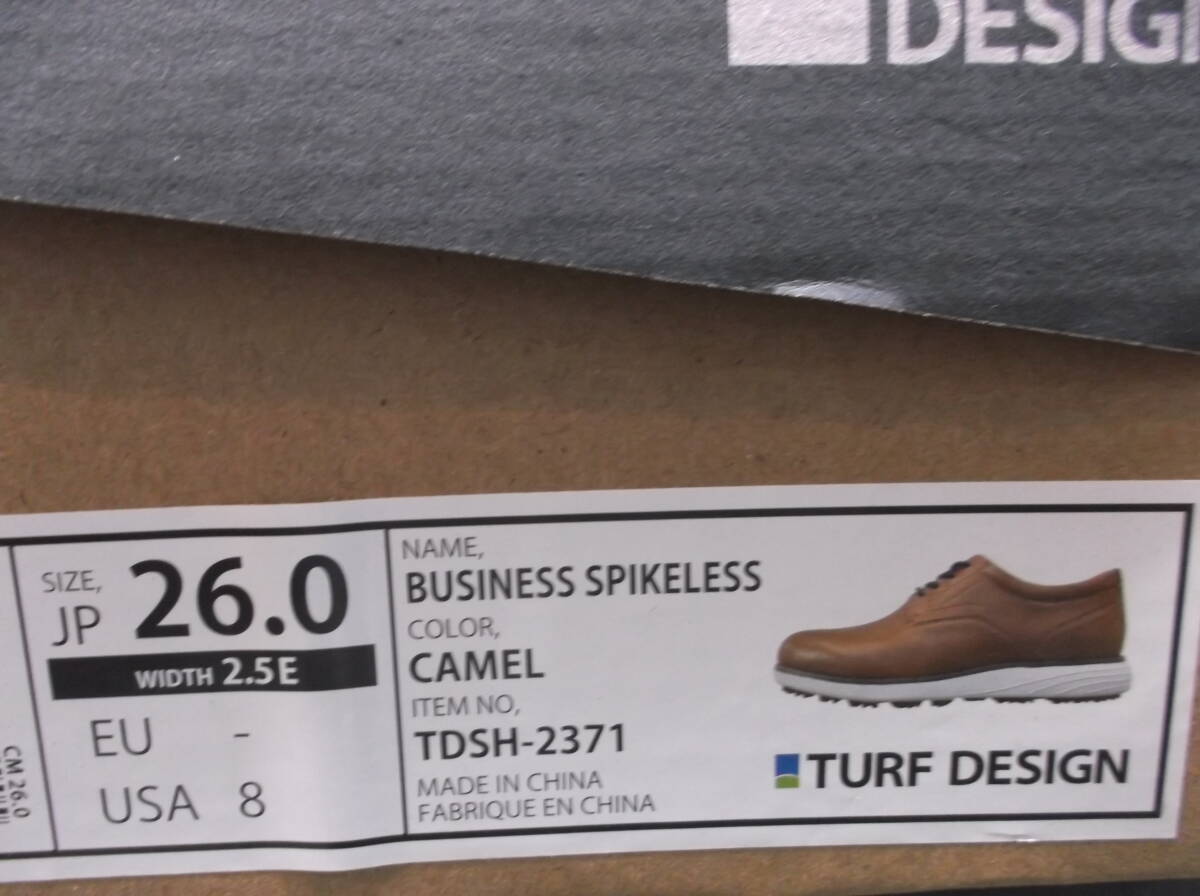 DESIG
SIZE,
JP 26.0
WIDTH 2.5E
EU -
USA 8
NAME,
BUSINESS SPIKELESS
COLOR,
CAMEL
ITEM NO,
TDSH-2371
MADE IN CHINA
FABRIQUE EN CHINA
TURF DESIGN
CM 26.0